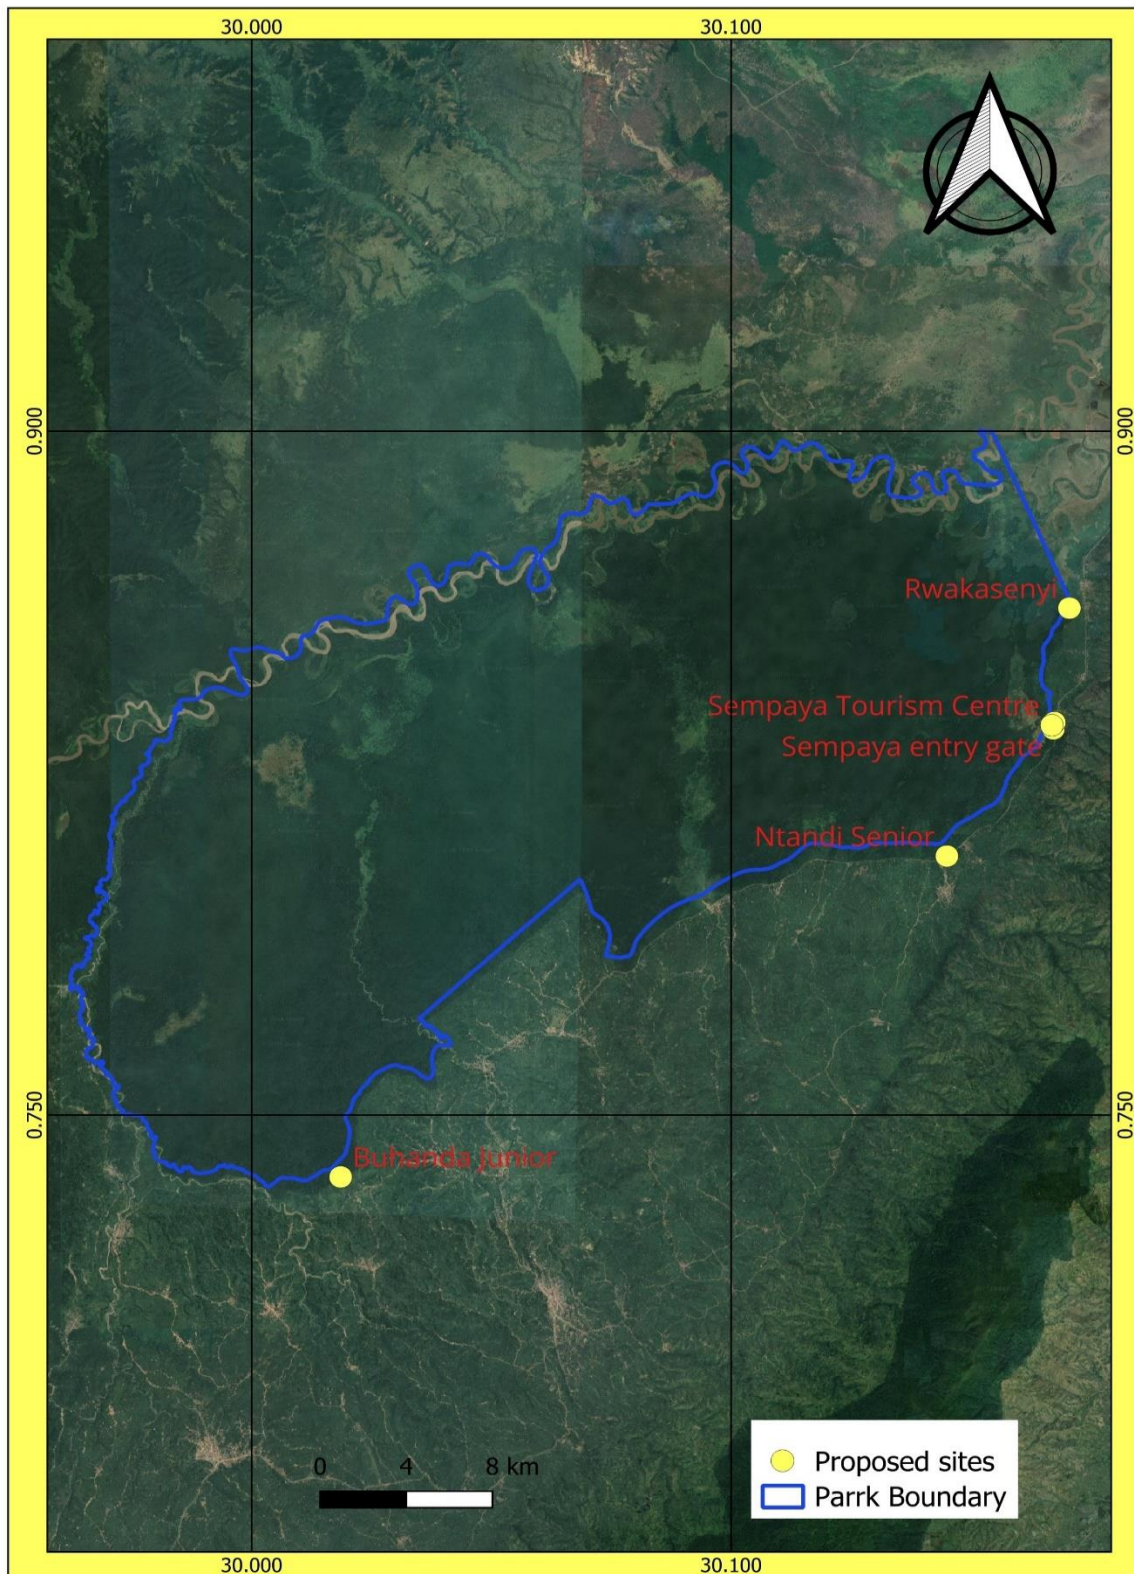 30.000 30.100
0.900 0.900
Rwakasenyi
Sempaya Tourism Centre
Sempaya entry gate
Ntandi Senior
0.750 0.750
Buhanda Junior
0 4 8 km
Proposed sites
Parrk Boundary
30.000 30.100